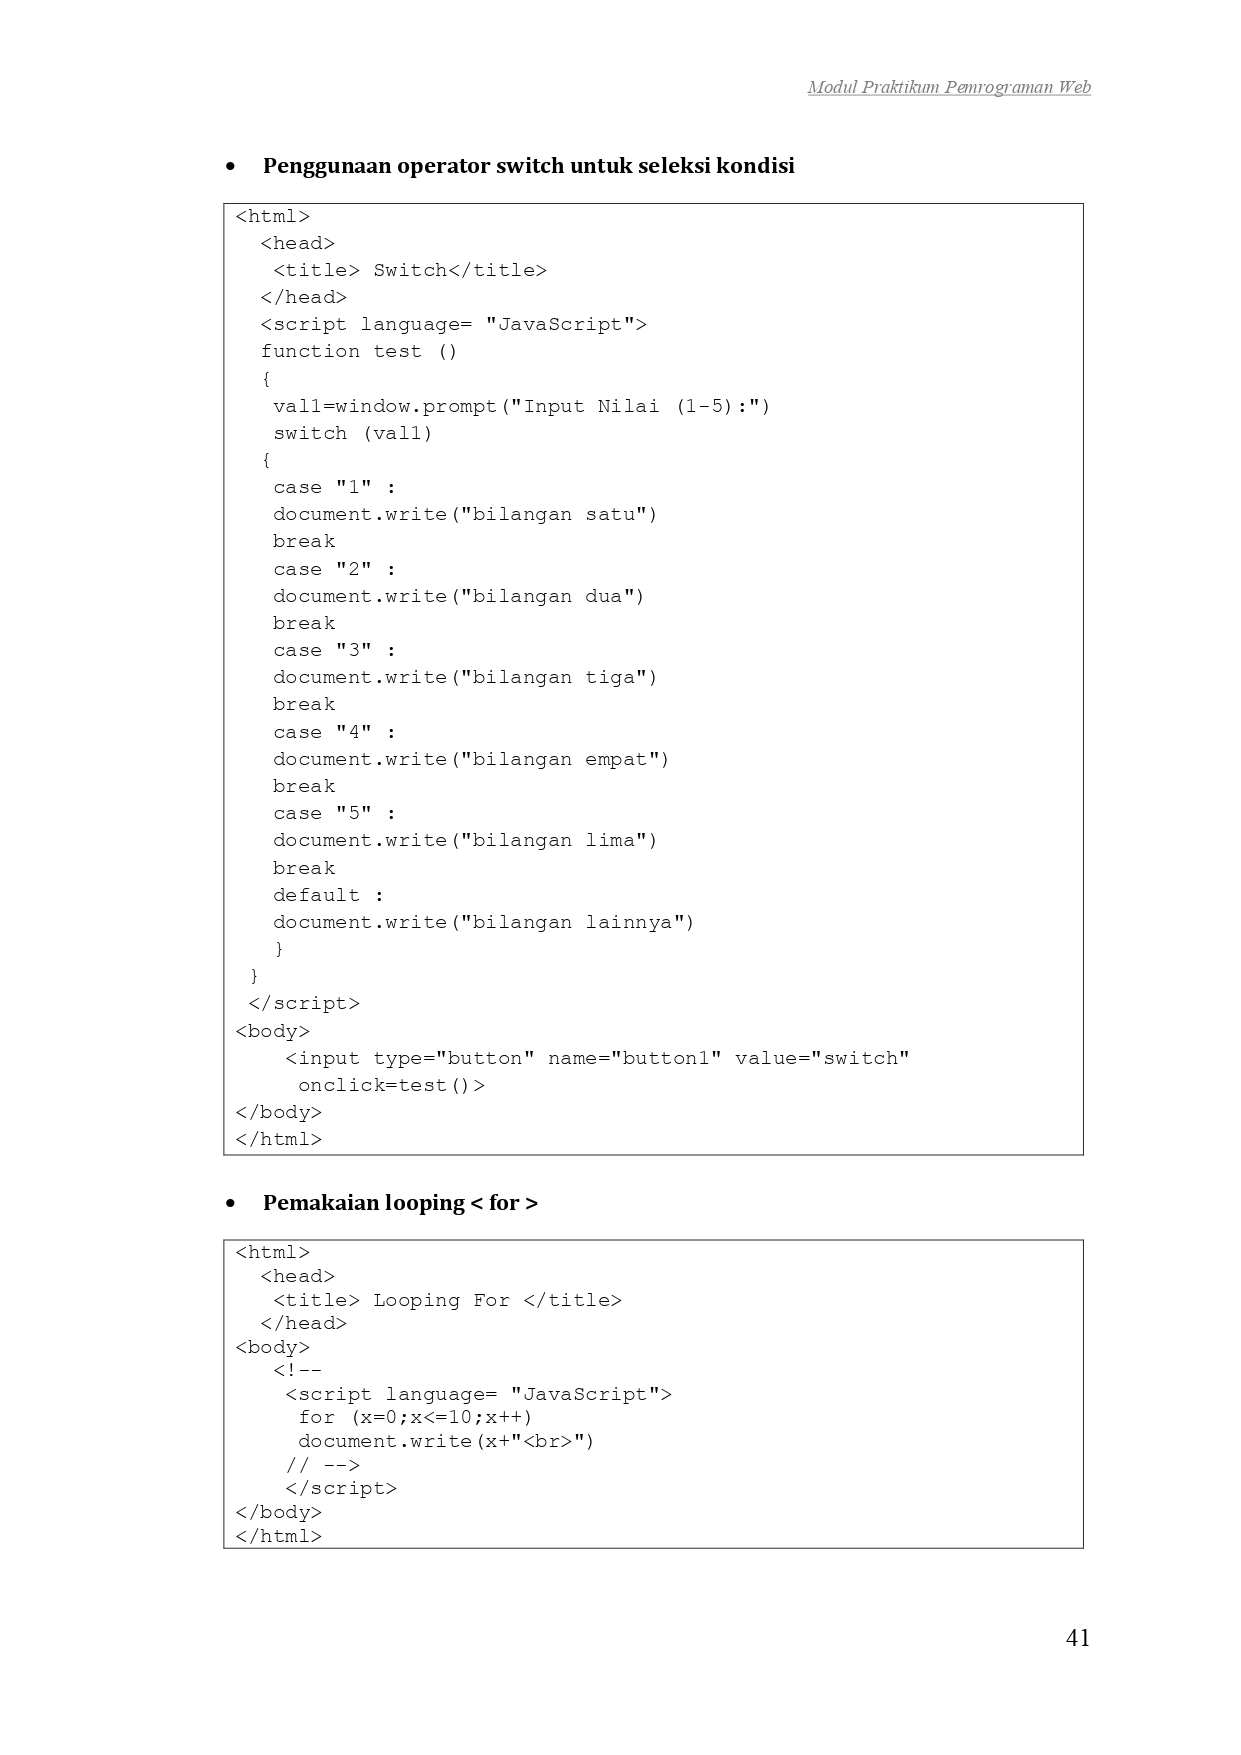 Modul Praktikum Pemrograman Web
• Penggunaan operator switch untuk seleksi kondisi
<html>
  <head>
   <title> Switch</title>
  </head>
  <script language= "JavaScript">
  function test ()
  {
   val1=window.prompt("Input Nilai (1-5):")
   switch (val1)
  {
   case "1" :
   document.write("bilangan satu")
   break
   case "2" :
   document.write("bilangan dua")
   break
   case "3" :
   document.write("bilangan tiga")
   break
   case "4" :
   document.write("bilangan empat")
   break
   case "5" :
   document.write("bilangan lima")
   break
   default :
   document.write("bilangan lainnya")
   }
 }
 </script>
<body>
    <input type="button" name="button1" value="switch"
     onclick=test()>
</body>
</html>
• Pemakaian looping < for >
<html>
  <head>
   <title> Looping For </title>
  </head>
<body>
   <!--
    <script language= "JavaScript">
     for (x=0;x<=10;x++)
     document.write(x+"<br>")
    // -->
    </script>
</body>
</html>
41